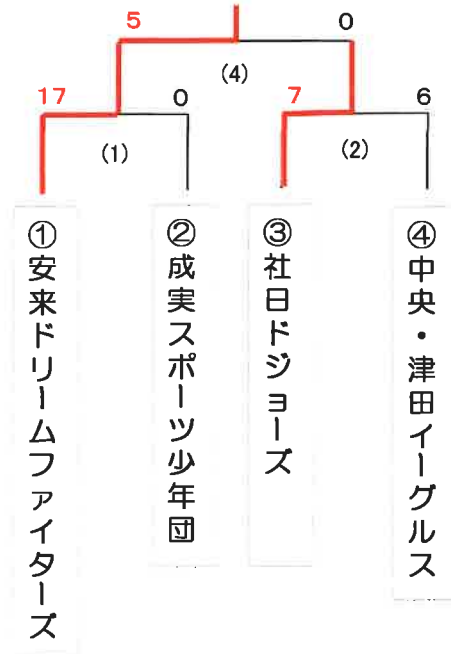 5
0
(4)
17
0
7
6
(1)
(2)
①安来ドリームファイターズ
②成実スポーツ少年団
③社日ドジョーズ
④中央・津田イーグルス